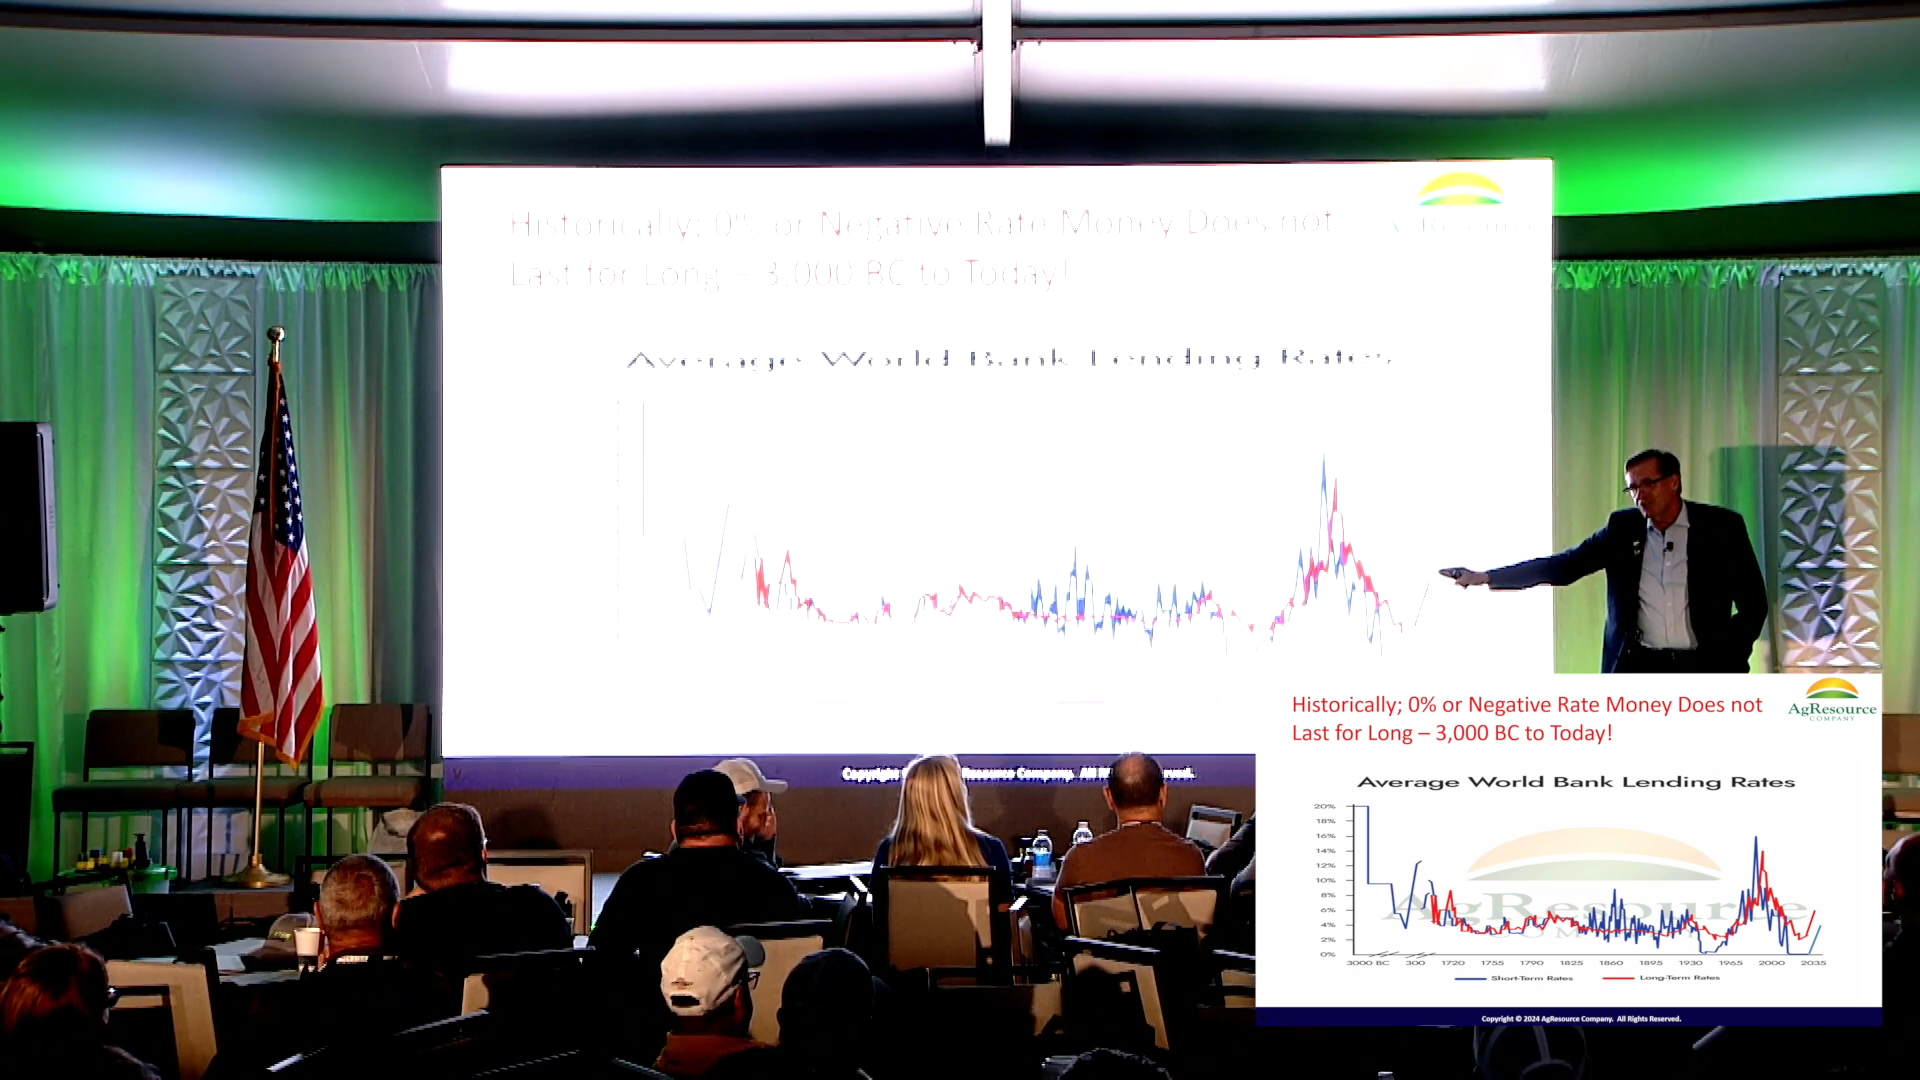 Historically; 0% or Negative Rate Money Does not
Last for Long – 3,000 BC to Today!
Average World Bank Lending Rates
Copyright
Resource Company. All
Historically; 0% or Negative Rate Money Does not
Last for Long – 3,000 BC to Today!
AgResource
COMPANY
Average World Bank Lending Rates
20%
18%
16%
14%
12%
10%
8%
6%
4%
2%
0%
AgResource
3000 BC 300 1720 1755 1790 1825 1860 1895 1930 1965 2000 2035
Short-Term Rates Long-Term Rates
Copyright © 2024 AgResource Company. All Rights Reserved.